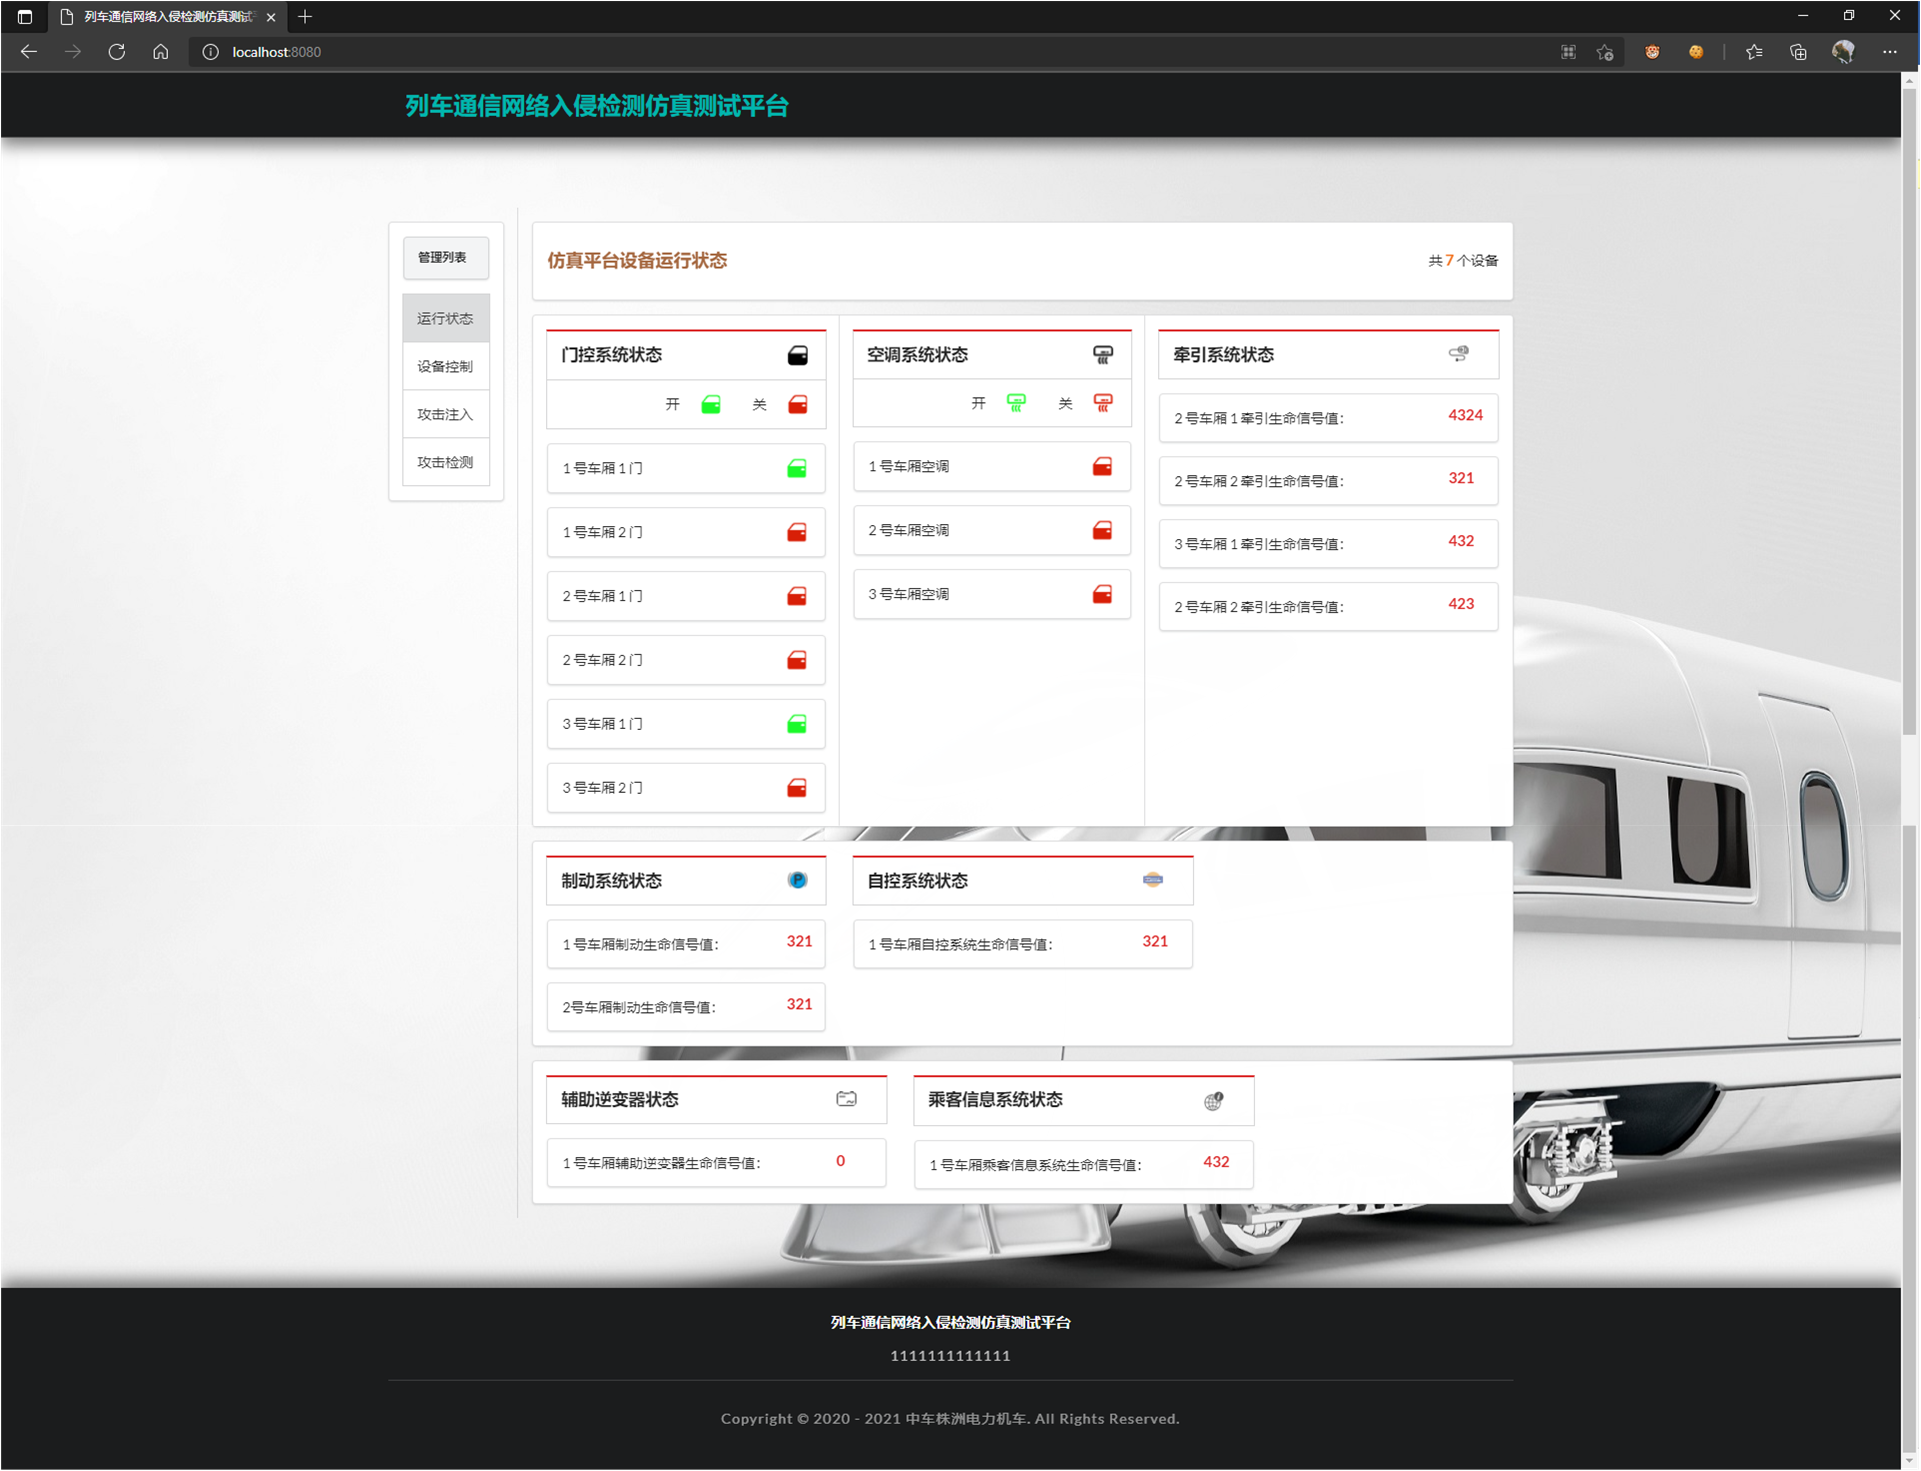 列车通信网络入侵检测仿真测试平
localhost:8080
列车通信网络入侵检测仿真测试平台
管理列表
运行状态
设备控制
攻击注入
攻击检测
仿真平台设备运行状态
共 7 个设备
门控系统状态
开 关
1 号车厢 1 门
1 号车厢 2 门
2 号车厢 1 门
2 号车厢 2 门
3 号车厢 1 门
3 号车厢 2 门
空调系统状态
开 关
1 号车厢空调
2 号车厢空调
3 号车厢空调
牵引系统状态
2 号车厢 1 牵引生命信号值: 4324
2 号车厢 2 牵引生命信号值: 321
3 号车厢 1 牵引生命信号值: 432
2 号车厢 2 牵引生命信号值: 423
制动系统状态
1 号车厢制动生命信号值: 321
2号车厢制动生命信号值: 321
自控系统状态
1 号车厢自控系统生命信号值: 321
辅助逆变器状态
1 号车厢辅助逆变器生命信号值: 0
乘客信息系统状态
1 号车厢乘客信息系统生命信号值: 432
列车通信网络入侵检测仿真测试平台
1111111111111
Copyright © 2020 - 2021 中车株洲电力机车. All Rights Reserved.